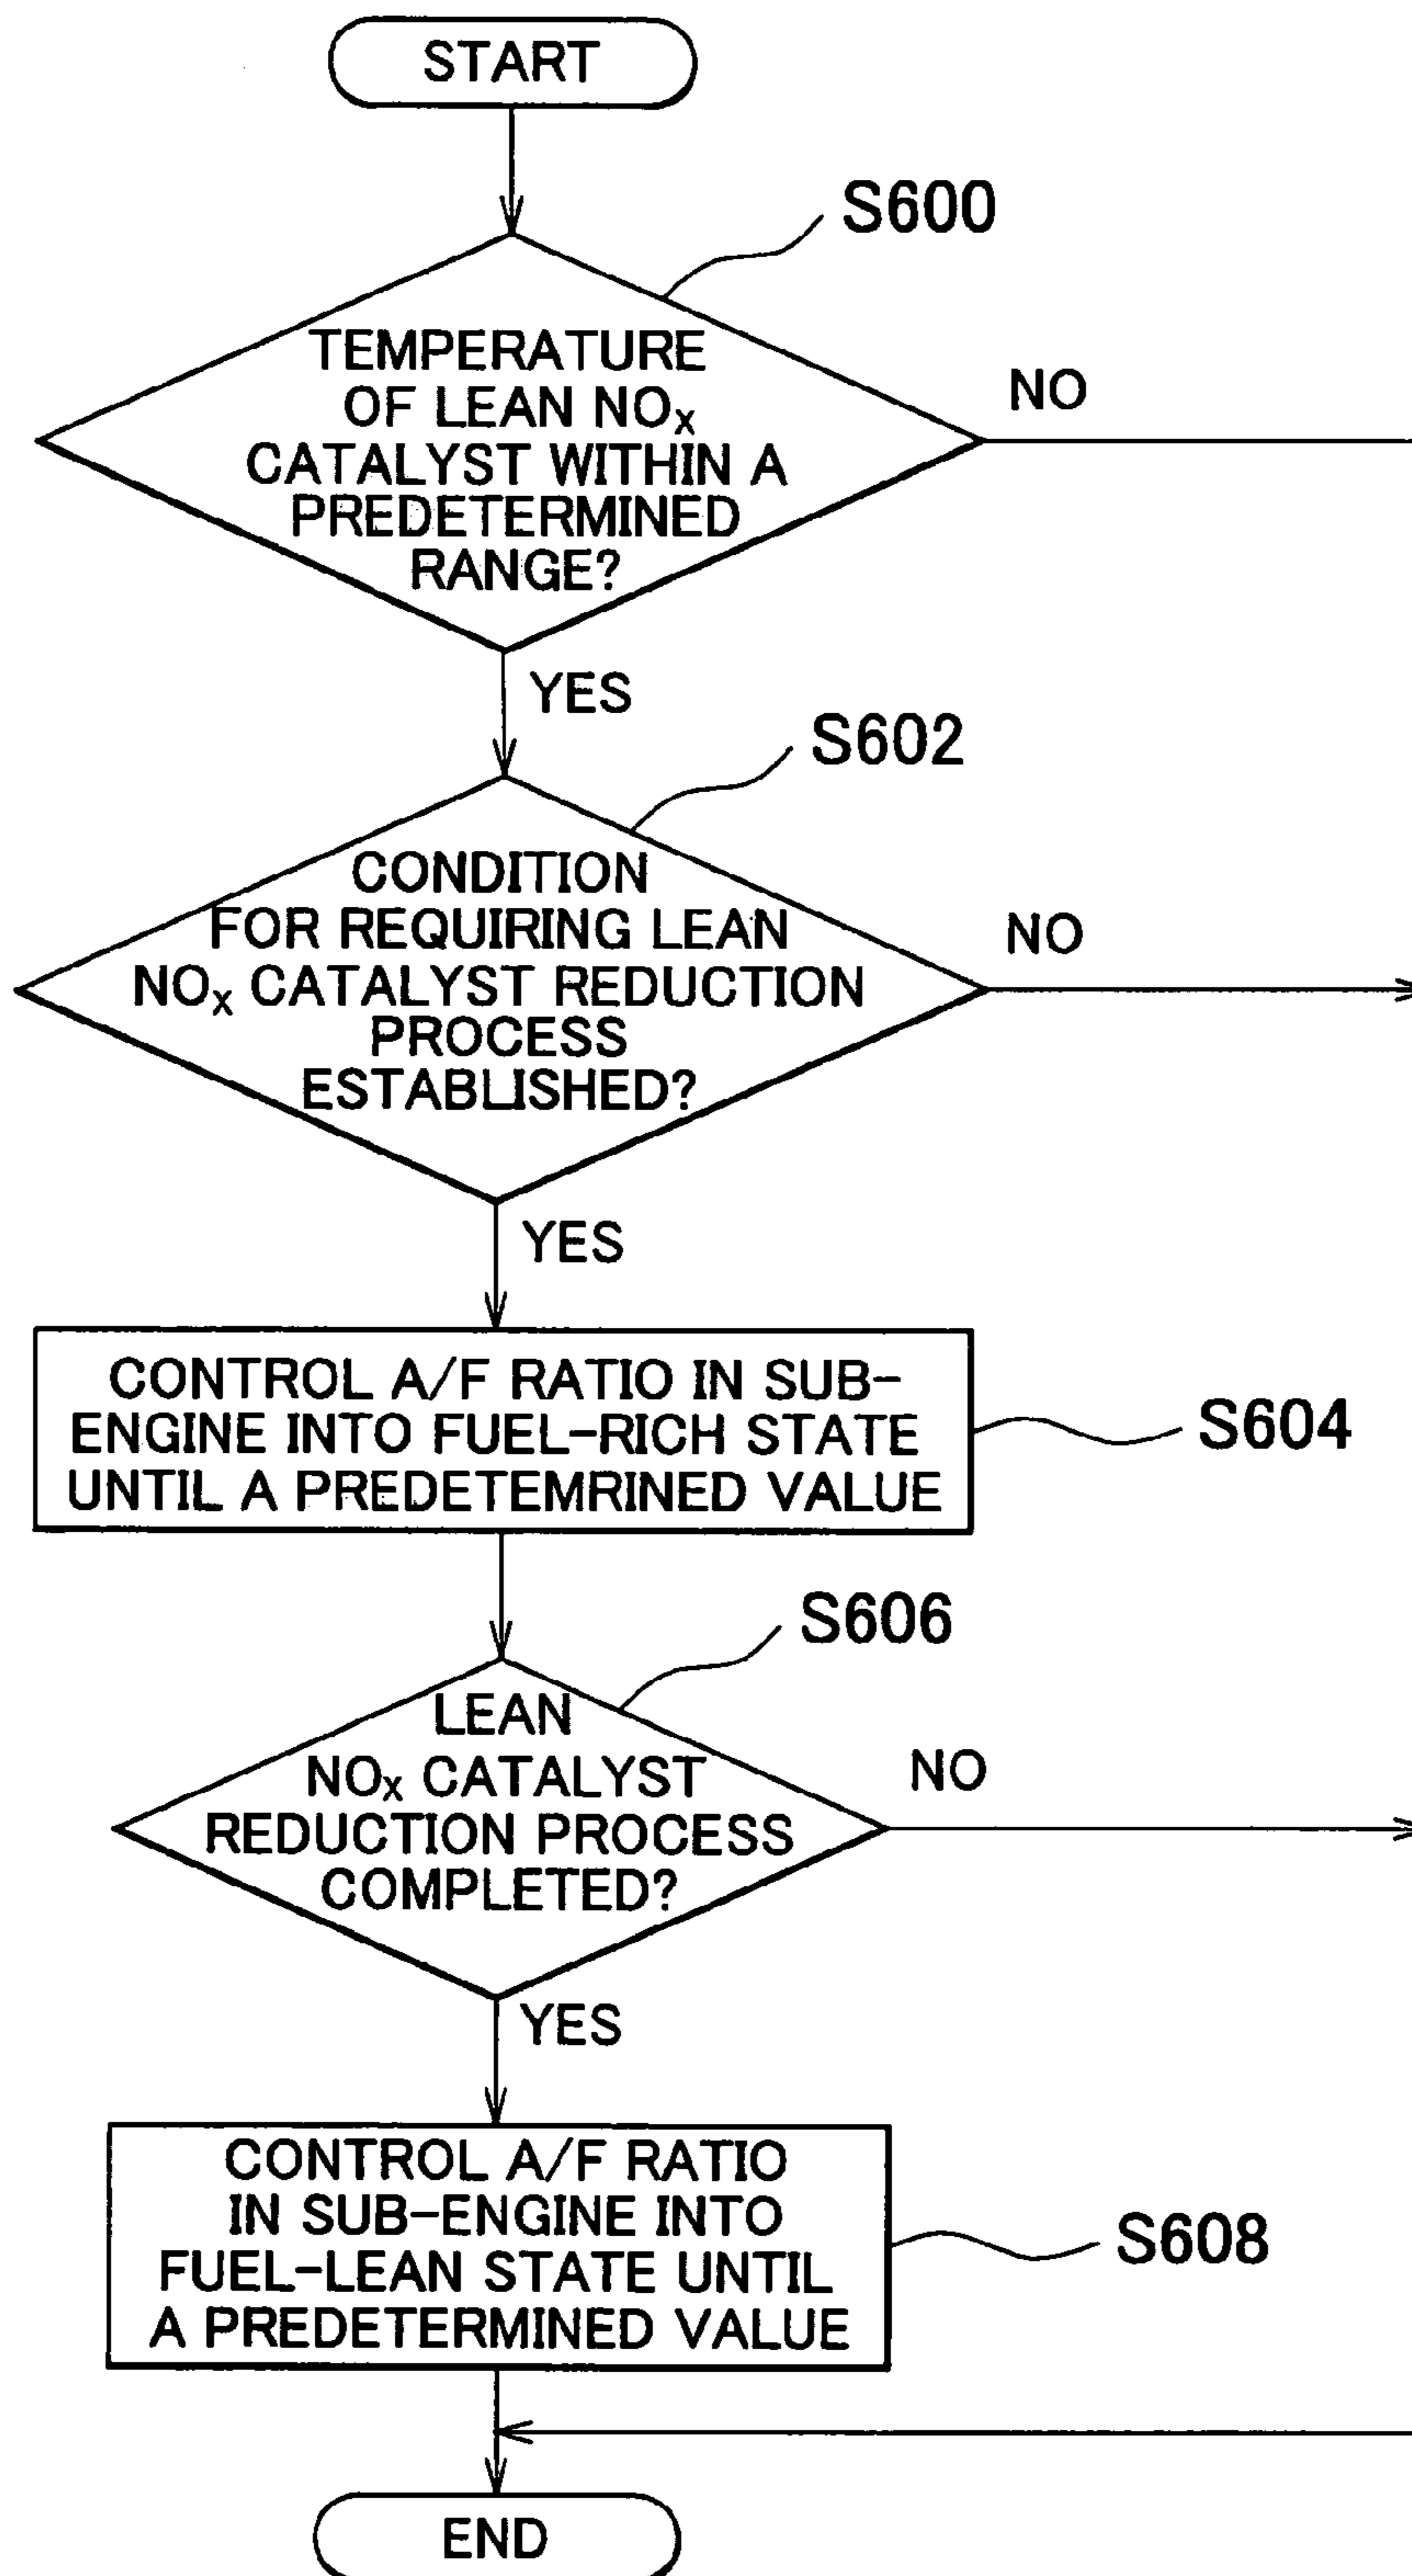 START
S600
TEMPERATURE
OF LEAN NOx
CATALYST WITHIN A
PREDETERMINED
RANGE?
NO
YES
S602
CONDITION
FOR REQUIRING LEAN
NOx CATALYST REDUCTION
PROCESS
ESTABLISHED?
NO
YES
CONTROL A/F RATIO IN SUB-
ENGINE INTO FUEL-RICH STATE
UNTIL A PREDETEMRINED VALUE
S604
S606
LEAN
NOx CATALYST
REDUCTION PROCESS
COMPLETED?
NO
YES
CONTROL A/F RATIO
IN SUB-ENGINE INTO
FUEL-LEAN STATE UNTIL
A PREDETERMINED VALUE
S608
END